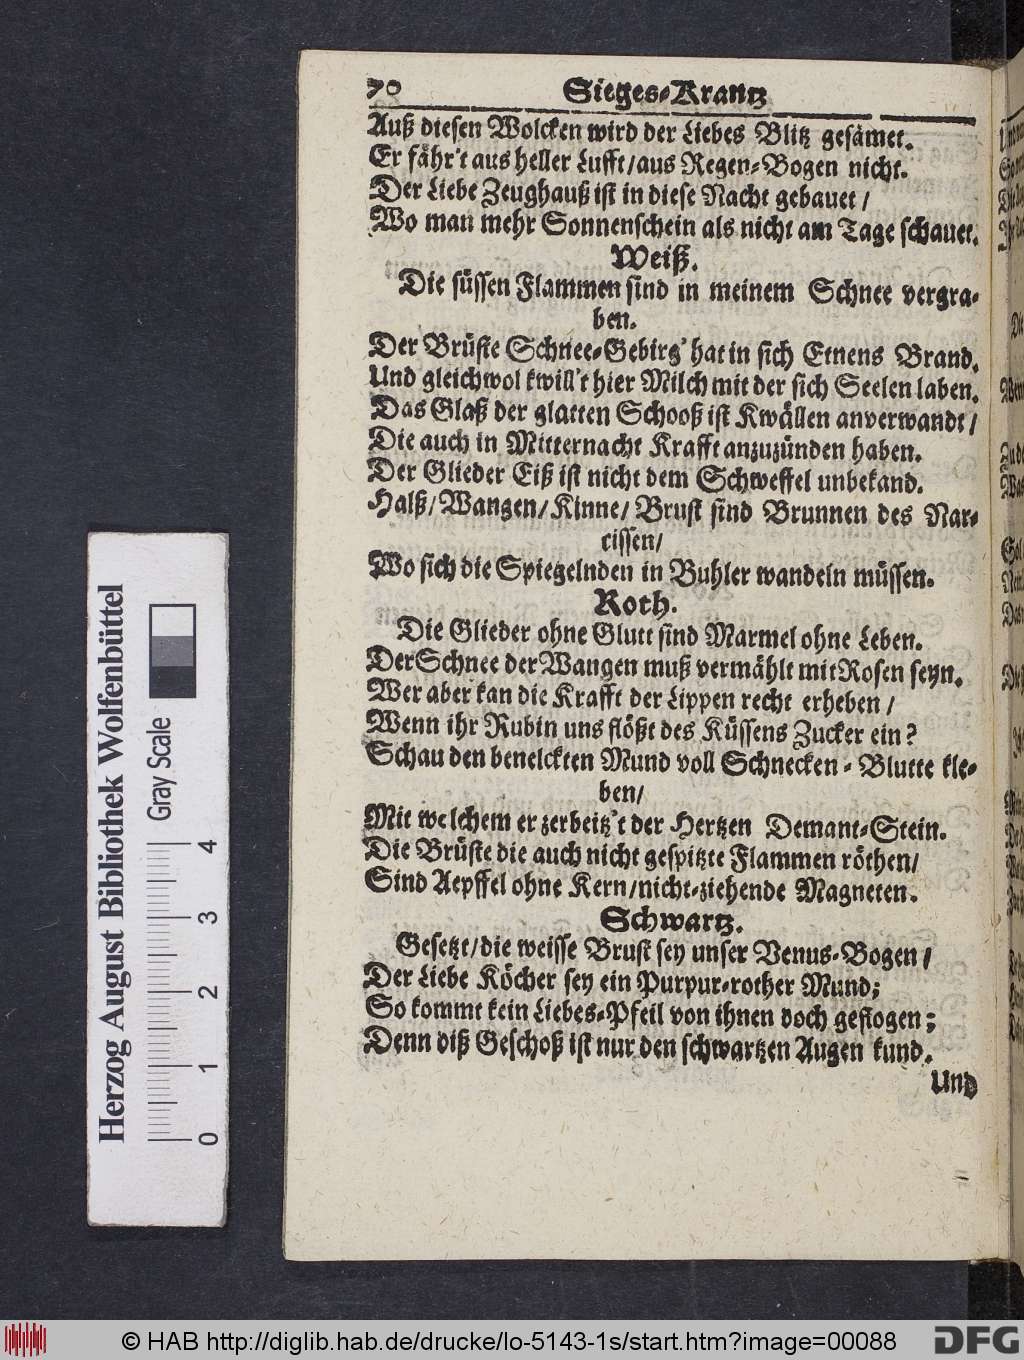 70 Sieges-Krantz
Auß diesen Wolcken wird der Liebes Blitz gesämet.
Er fähr't aus heller Lufft/aus Regen-Bogen nicht.
Der Liebe Zeughauß ist in diese Nacht gebauet /
Wo man mehr Sonnenschein als nicht am Tage schauet.
Weiß.
Die süssen Flammen sind in meinem Schnee vergra-
ben.
Der Brüste Schnee-Gebirg' hat in sich Etnens Brand.
Und gleichwol kwill't hier Milch mit der sich Seelen laben.
Das Glaß der glatten Schooß ist Kwällen anverwandt /
Die auch in Mitternacht Krafft anzuzünden haben.
Der Glieder Eiß ist nicht dem Schweffel unbekand.
Halß/ Wangen/ Kinne/ Brust sind Brunnen des Nar-
cissen/
Wo sich die Spiegelnden in Buhler wandeln müssen.
Roth.
Die Glieder ohne Glutt sind Marmel ohne Leben.
Der Schnee der Wangen muß vermählt mit Rosen seyn.
Wer aber kan die Krafft der Lippen recht erheben /
Wenn ihr Rubin uns flößt des Küssens Zucker ein?
Schau den benelckten Mund voll Schnecken-Blutte kle-
ben/
Mit welchem er zerbeitz't der Hertzen Demant-Stein.
Die Brüste die auch nicht gespitzte Flammen röthen/
Sind Aepffel ohne Kern/nicht-ziehende Magneten.
Schwartz.
Gesetzt/die weisse Brust sey unser Venus-Bogen /
Der Liebe Köcher sey ein Purpur-rother Mund;
So kommt kein Liebes-Pfeil von ihnen doch geflogen;
Denn diß Geschoß ist nur den schwartzen Augen kund.
Und
Herzog August Bibliothek Wolfenbüttel
Gray Scale
0 1 2 3 4
© HAB http://diglib.hab.de/drucke/lo-5143-1s/start.htm?image=00088
DFG